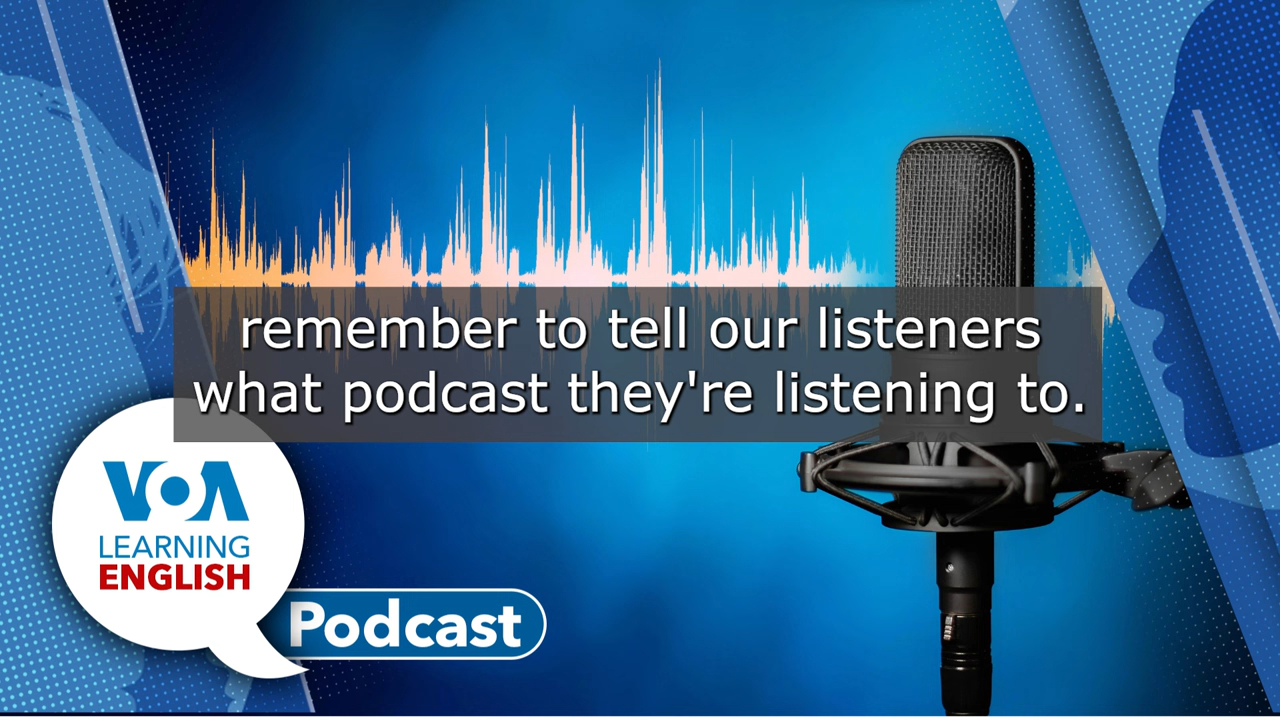 remember to tell our listeners
what podcast they're listening to.
VOA
LEARNING
ENGLISH
Podcast